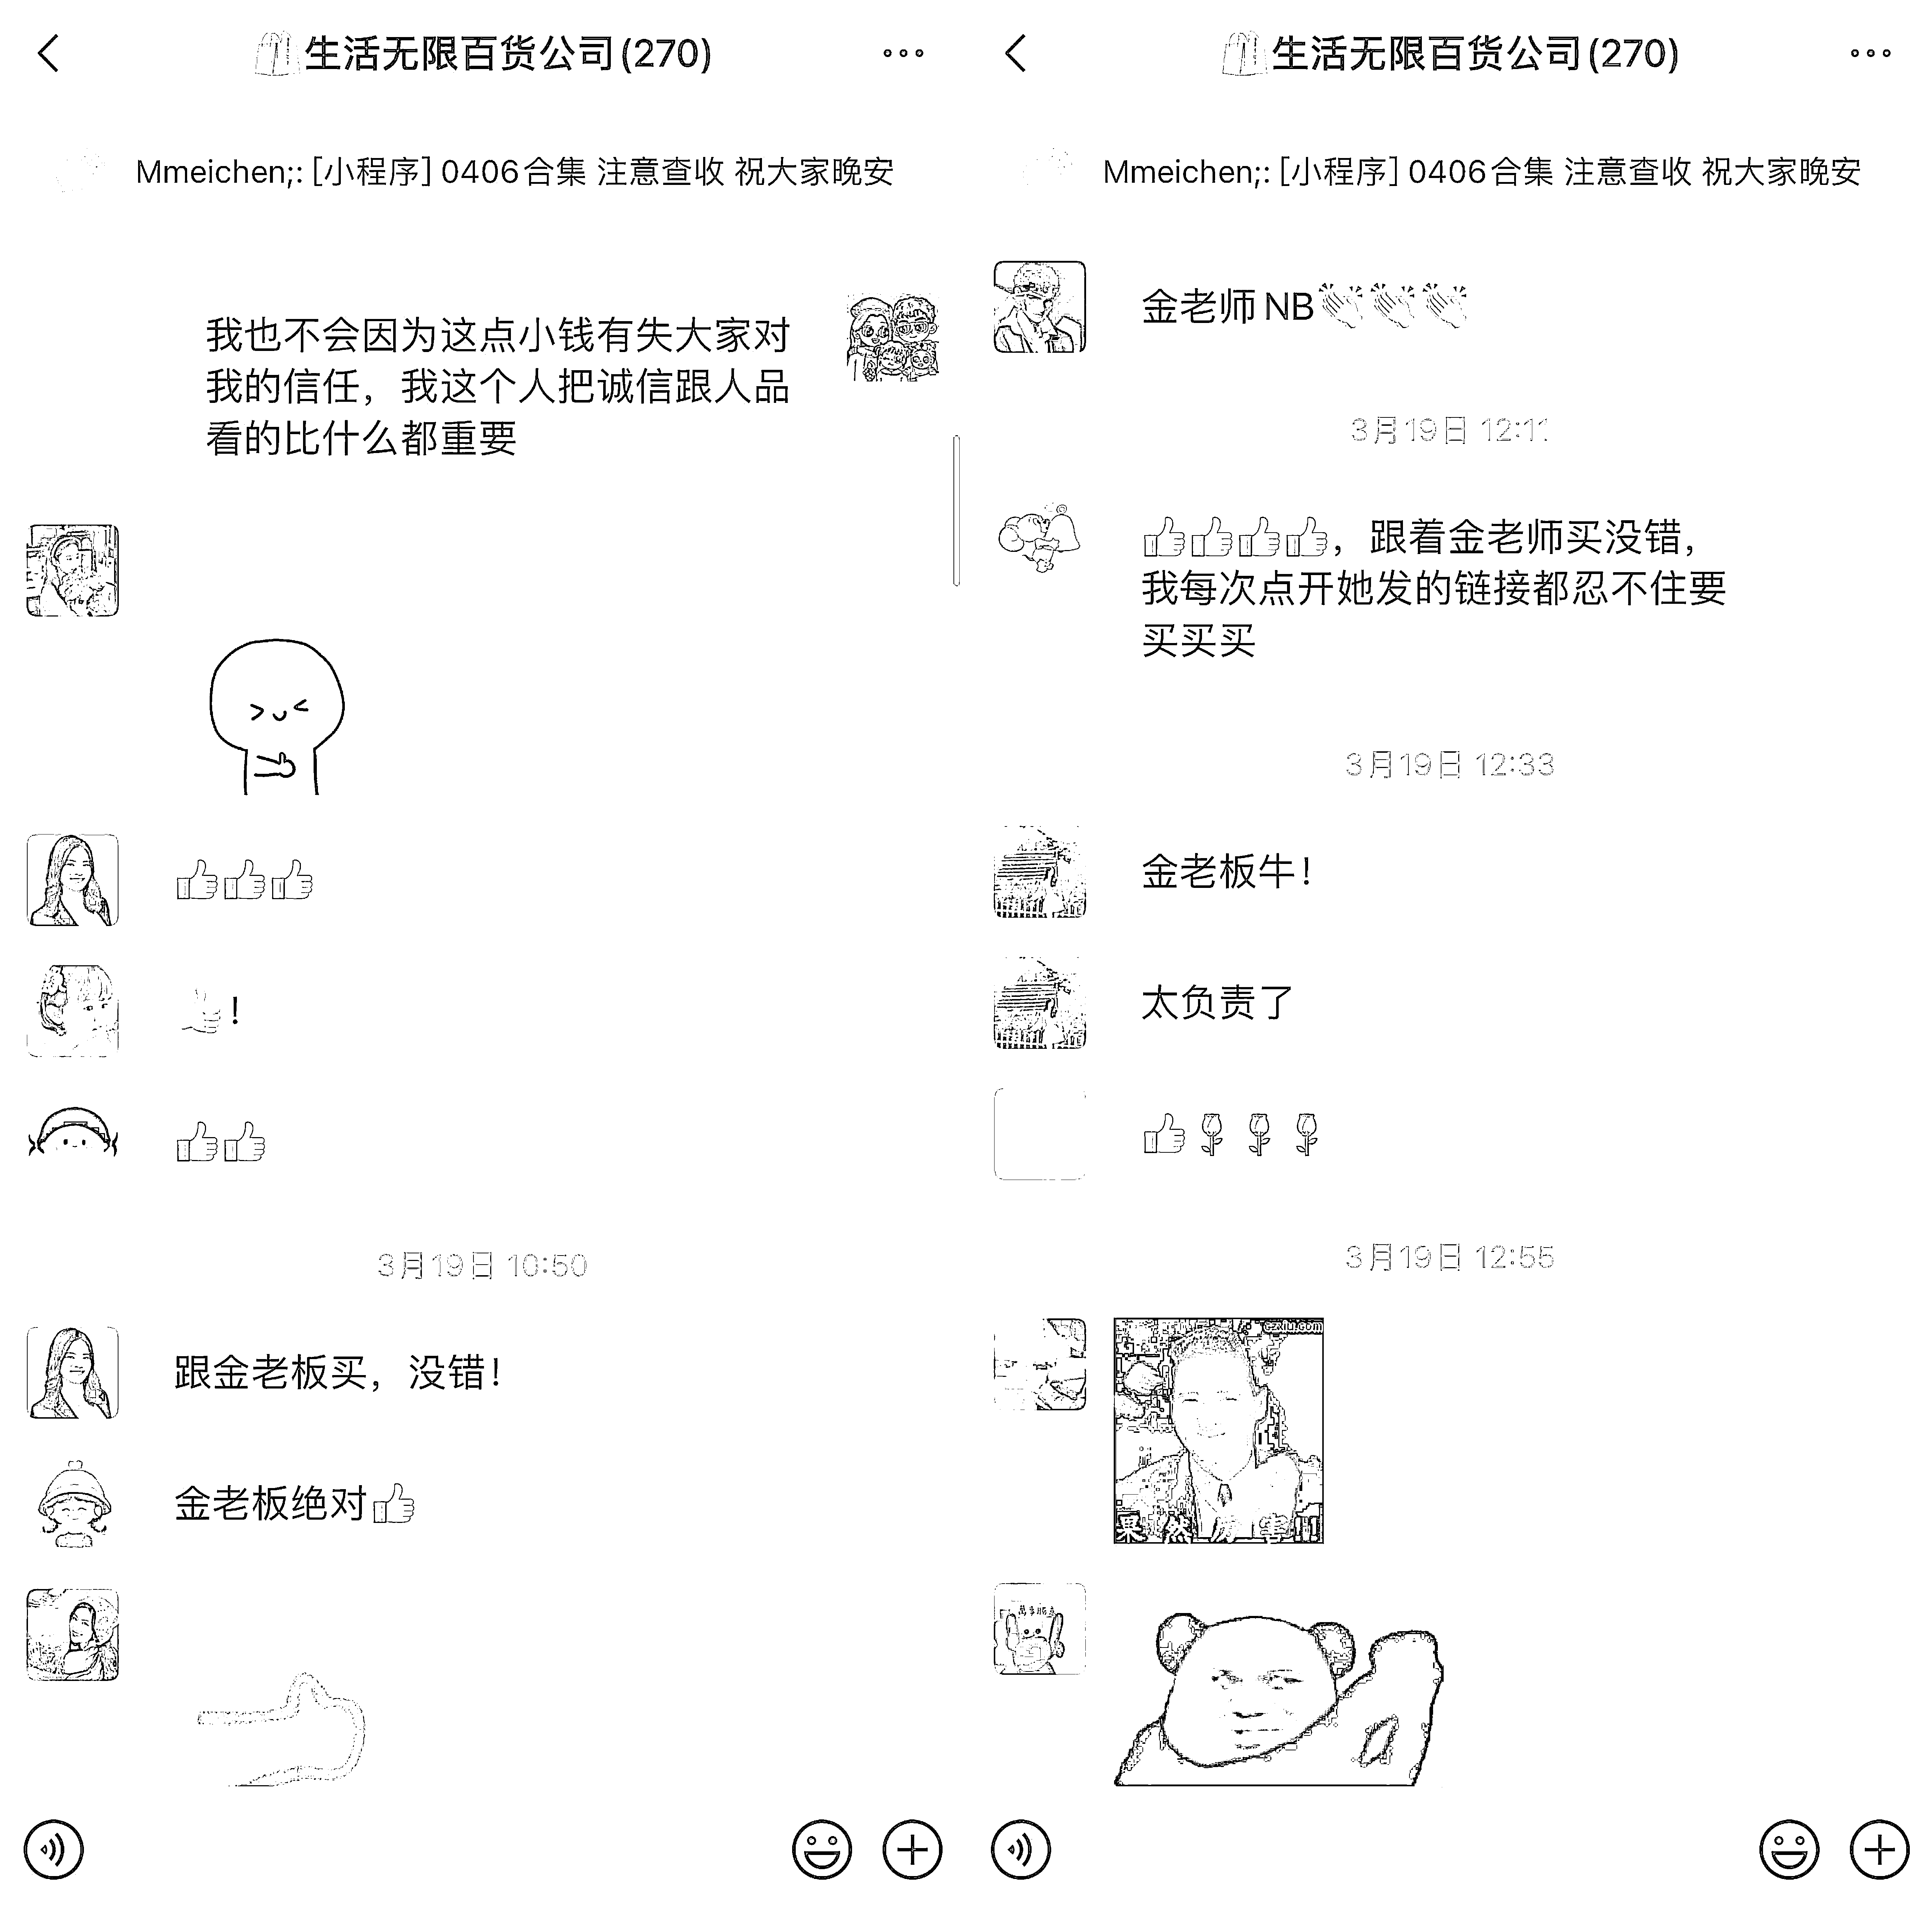 生活无限百货公司(270)
Mmeichen;: [小程序] 0406合集 注意查收 祝大家晚安
我也不会因为这点小钱有失大家对
我的信任，我这个人把诚信跟人品
看的比什么都重要
!
3月19日 10:50
跟金老板买，没错!
金老板绝对
生活无限百货公司(270)
Mmeichen;: [小程序] 0406合集 注意查收 祝大家晚安
金老师NB
3月19日 12:11
，跟着金老师买没错，
我每次点开她发的链接都忍不住要
买买买
3月19日 12:33
金老板牛!
太负责了
3月19日 12:55
果然厉害!!!